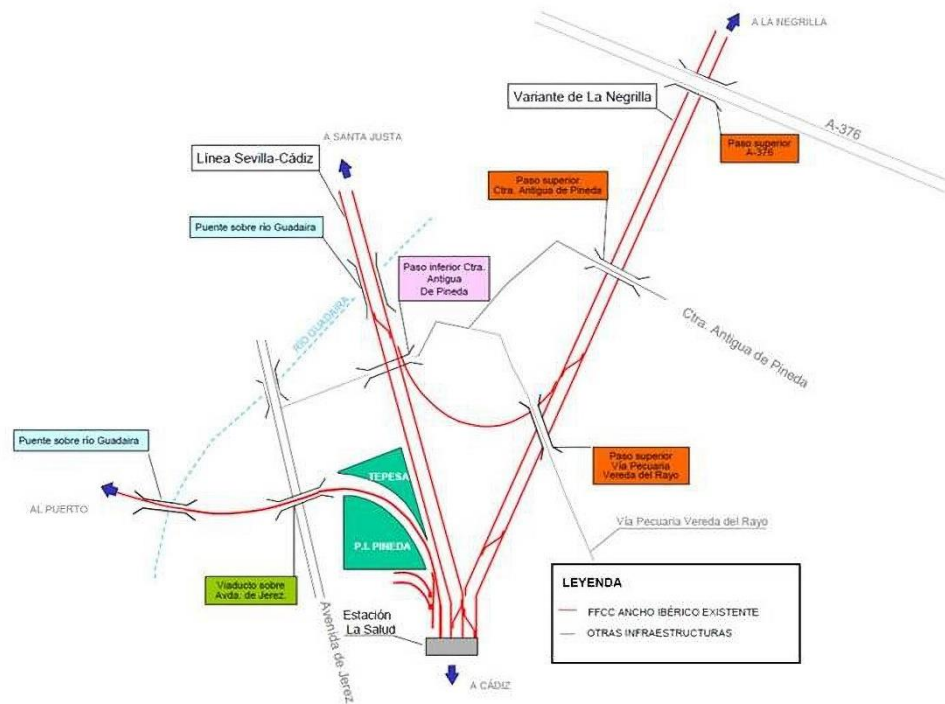 A LA NEGRILLA
Variante de La Negrilla
A-376
A SANTA JUSTA
Paso superior
A-376
Línea Sevilla-Cádiz
Paso superior
Ctra. Antigua de Pineda
Puente sobre río Guadaira
Paso inferior Ctra.
Antigua
De Pineda
RÍO GUADAIRA
Ctra. Antigua de Pineda
Puente sobre río Guadaira
Paso superior
Vía Pecuaria
Vereda del Rayo
TEPESA
AL PUERTO
Vía Pecuaria Vereda del Rayo
P.I. PINEDA
Viaducto sobre
Avda. de Jerez.
Avenida de Jerez
Estación
La Salud
A CÁDIZ
LEYENDA
FFCC ANCHO IBÉRICO EXISTENTE
OTRAS INFRAESTRUCTURAS